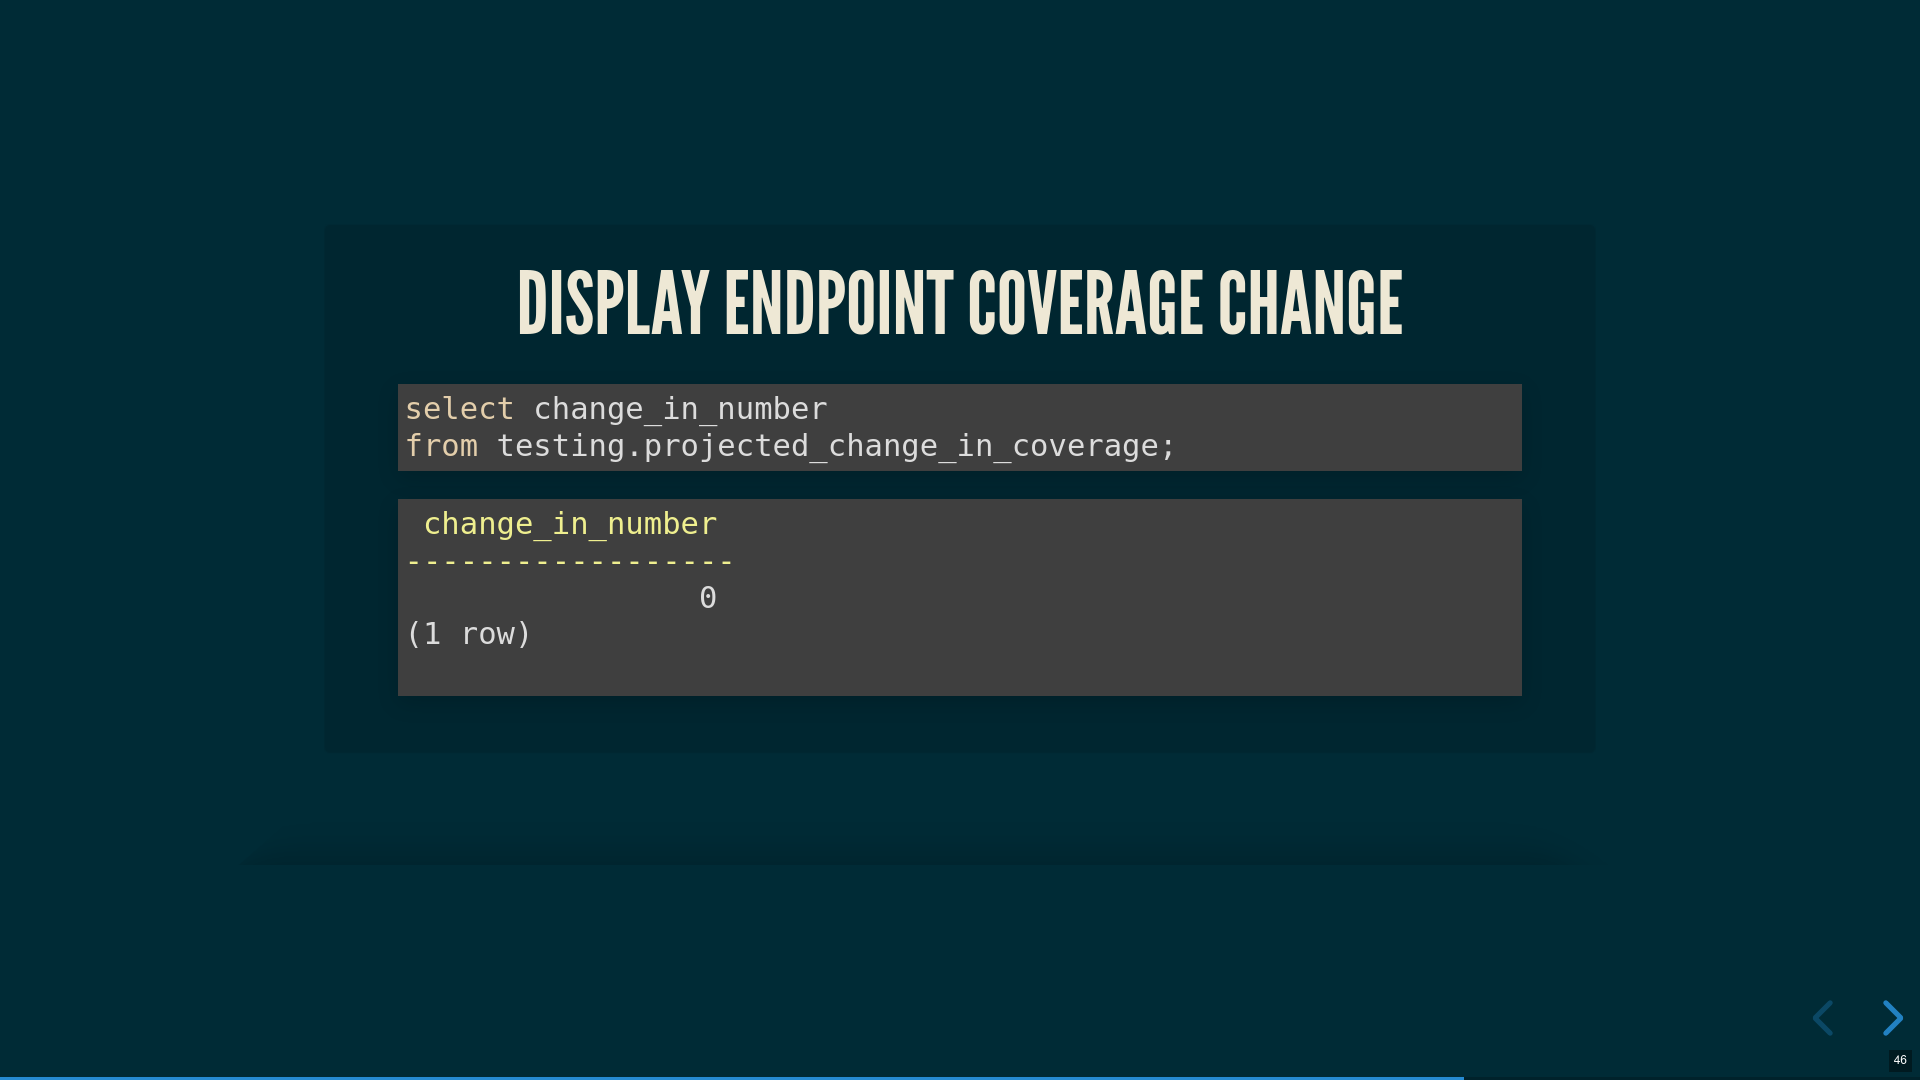 DISPLAY ENDPOINT COVERAGE CHANGE
select change_in_number
from testing.projected_change_in_coverage;
change_in_number
------------------
0
(1 row)
46